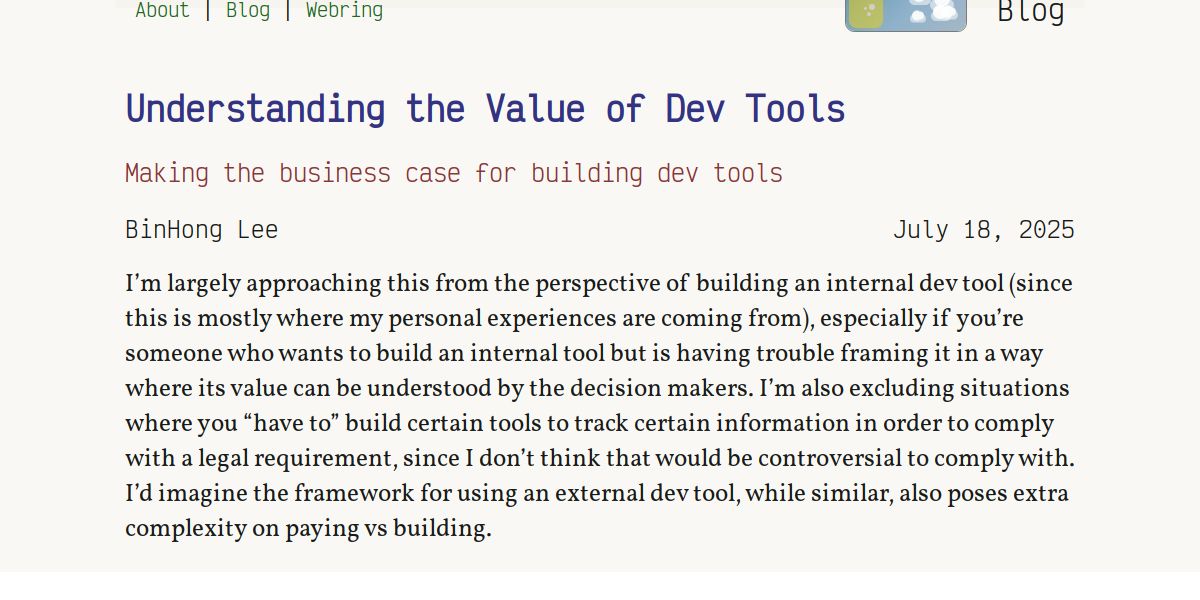 About | Blog | Webring
Blog
Understanding the Value of Dev Tools
Making the business case for building dev tools
BinHong Lee
July 18, 2025
I’m largely approaching this from the perspective of building an internal dev tool (since
this is mostly where my personal experiences are coming from), especially if you’re
someone who wants to build an internal tool but is having trouble framing it in a way
where its value can be understood by the decision makers. I’m also excluding situations
where you “have to” build certain tools to track certain information in order to comply
with a legal requirement, since I don’t think that would be controversial to comply with.
I’d imagine the framework for using an external dev tool, while similar, also poses extra
complexity on paying vs building.